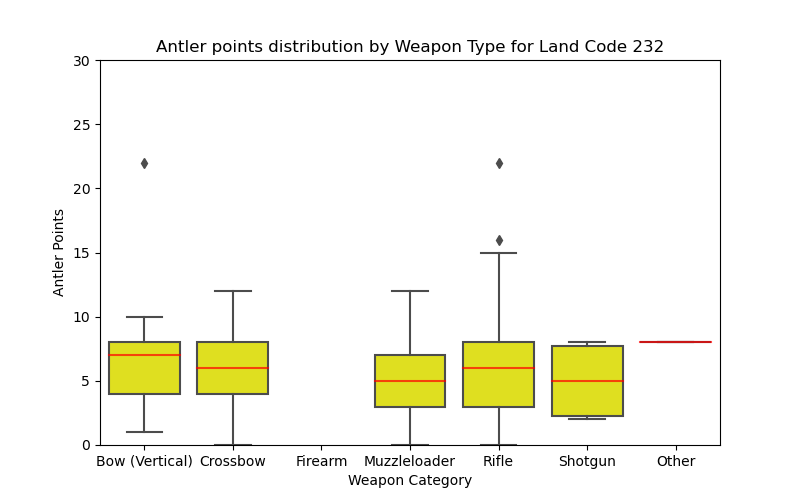 Antler points distribution by Weapon Type for Land Code 232
30
25
20
15
10
5
0
Antler Points
Bow (Vertical) Crossbow Firearm Muzzleloader Rifle Shotgun Other
Weapon Category